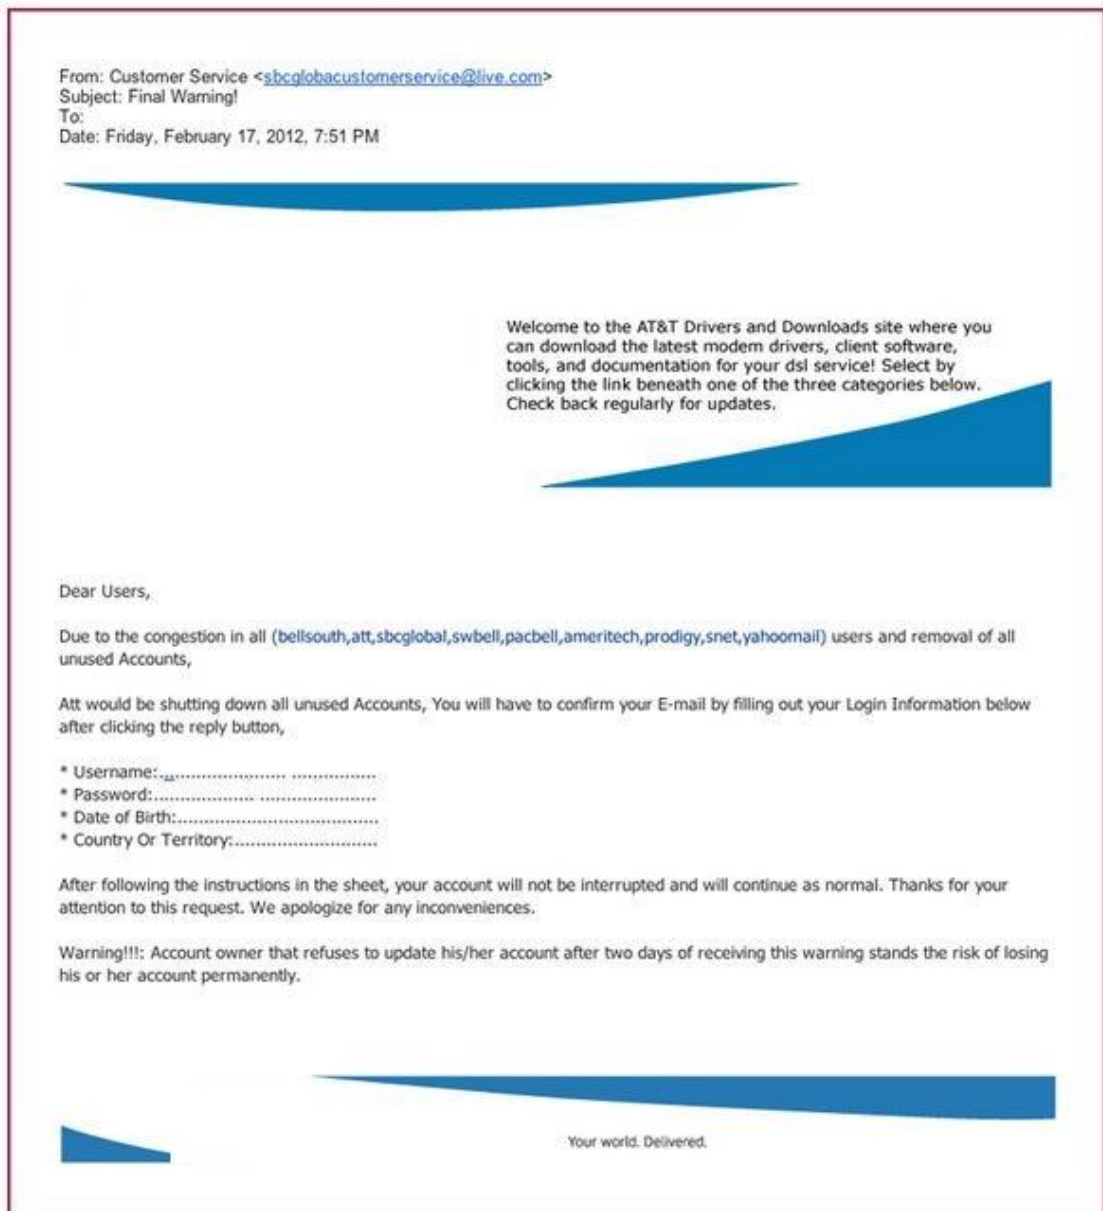 From: Customer Service <sbcglobacustomerservice@live.com>
Subject: Final Warning!
To:
Date: Friday, February 17, 2012, 7:51 PM
Welcome to the AT&T Drivers and Downloads site where you
can download the latest modem drivers, client software,
tools, and documentation for your dsl service! Select by
clicking the link beneath one of the three categories below.
Check back regularly for updates.
Dear Users,
Due to the congestion in all (bellsouth,att,sbcglobal,swbell,pacbell,ameritech,prodigy,snet,yahoomail) users and removal of all
unused Accounts,
Att would be shutting down all unused Accounts, You will have to confirm your E-mail by filling out your Login Information below
after clicking the reply button,
* Username:........................ ................
* Password:................... ......................
* Date of Birth:......................................
* Country Or Territory:...........................
After following the instructions in the sheet, your account will not be interrupted and will continue as normal. Thanks for your
attention to this request. We apologize for any inconveniences.
Warning!!!: Account owner that refuses to update his/her account after two days of receiving this warning stands the risk of losing
his or her account permanently.
Your world. Delivered.